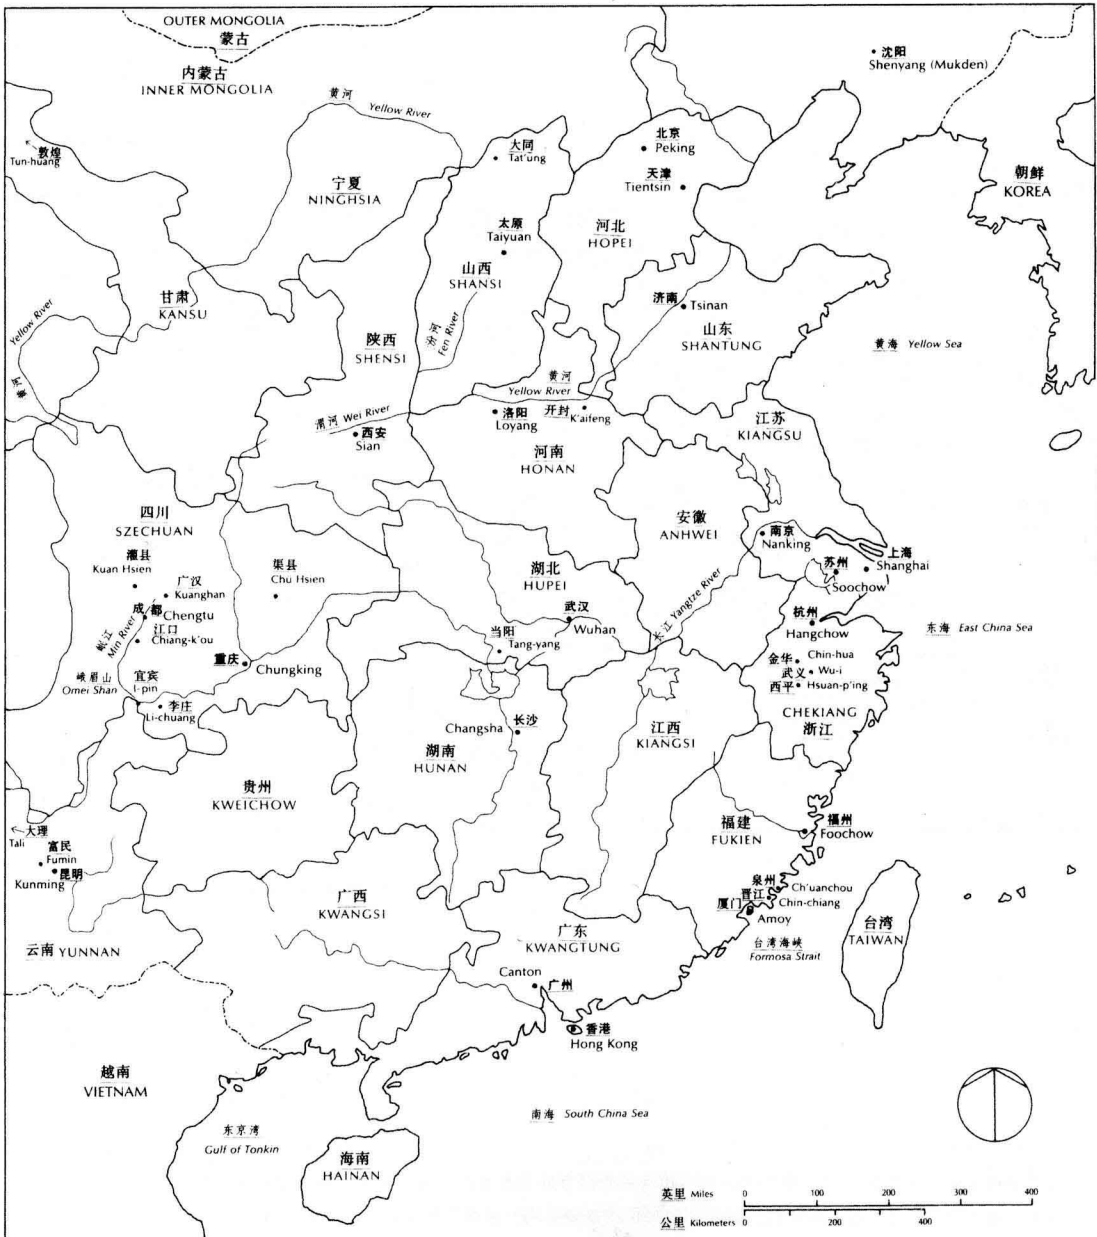 OUTER MONGOLIA
蒙古
内蒙古
INNER MONGOLIA
沈阳
Shenyang (Mukden)
黄河
Yellow River
敦煌
Tun-huang
大同
Tat'ung
北京
Peking
天津
Tientsin
朝鲜
KOREA
宁夏
NINGHSIA
太原
Taiyuan
河北
HOPEI
山西
SHANSI
甘肃
KANSU
济南
Tsinan
山东
SHANTUNG
Yellow River
黄河
陕西
SHENSI
汾河
Fen River
黄海 Yellow Sea
黄河
Yellow River
渭河 Wei River
西安
Sian
洛阳
Loyang
开封
K'aifeng
江苏
KIANGSU
河南
HONAN
四川
SZECHUAN
安徽
ANHWEI
南京
Nanking
上海
Shanghai
苏州
Soochow
灌县
Kuan Hsien
广汉
Kuanghan
渠县
Chü Hsien
湖北
HUPEI
成都
Chengtu
江口
Chiang-k'ou
岷江
Min River
武汉
Wuhan
长江 Yangtze River
杭州
Hangchow
东海 East China Sea
当阳
Tang-yang
重庆
Chungking
峨眉山
Omei Shan
宜宾
I-pin
李庄
Li-chuang
金华
Chin-hua
武义
Wu-i
西平
Hsuan-p'ing
CHEKIANG
浙江
Changsha
长沙
湖南
HUNAN
江西
KIANGSI
贵州
KWEICHOW
福建
FUKIEN
福州
Foochow
大理
Tali
富民
Fumin
Kunming
昆明
泉州
Ch'uanchou
晋江
Chin-chiang
厦门
Amoy
广西
KWANGSI
广东
KWANGTUNG
台湾
TAIWAN
台湾海峡
Formosa Strait
云南 YUNNAN
Canton
广州
香港
Hong Kong
越南
VIETNAM
东京湾
Gulf of Tonkin
南海 South China Sea
海南
HAINAN
英里 Miles 0 100 200 300 400
公里 Kilometers 0 200 400